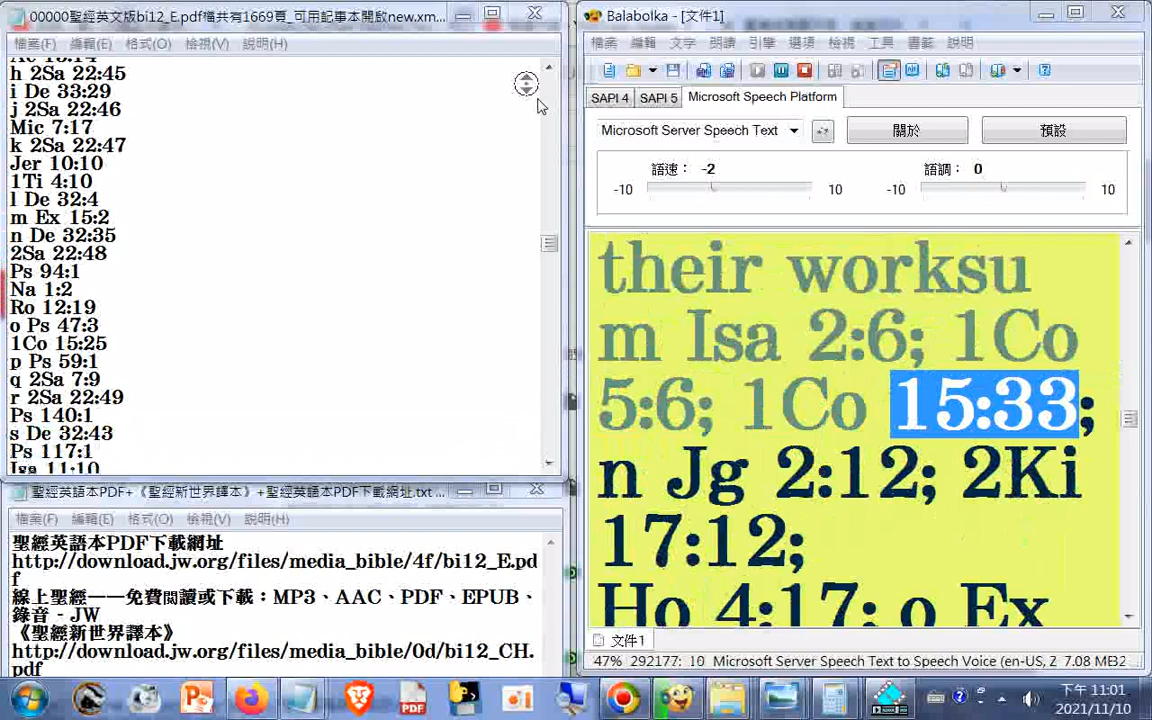 00000聖經英文版bi12_E.pdf檔共有1669頁_可用記事本開啟new.xm...
檔案(F) 編輯(E) 格式(O) 檢視(V) 說明(H)
h 2Sa 22:45
i De 33:29
j 2Sa 22:46
Mic 7:17
k 2Sa 22:47
Jer 10:10
1Ti 4:10
l De 32:4
m Ex 15:2
n De 32:35
2Sa 22:48
Ps 94:1
Na 1:2
Ro 12:19
o Ps 47:3
1Co 15:25
p Ps 59:1
q 2Sa 7:9
r 2Sa 22:49
Ps 140:1
s De 32:43
Ps 117:1
Isa 11:10
聖經英語本PDF+《聖經新世界譯本》+聖經英語本PDF下載網址.txt ...
檔案(F) 編輯(E) 格式(O) 檢視(V) 說明(H)
聖經英語本PDF下載網址
http://download.jw.org/files/media_bible/4f/bi12_E.pd
f
線上聖經——免費閱讀或下載：MP3、AAC、PDF、EPUB、
錄音 - JW
《聖經新世界譯本》
http://download.jw.org/files/media_bible/0d/bi12_CH.
pdf
Balabolka - [文件1]
檔案 編輯 文字 朗讀 引擎 選項 檢視 工具 書籤 說明
SAPI 4 SAPI 5 Microsoft Speech Platform
Microsoft Server Speech Text 關於 預設
語速： -2 語調： 0
-10 10 -10 10
their worksu
m Isa 2:6; 1Co
5:6; 1Co 15:33;
n Jg 2:12; 2Ki
17:12;
Ho 4:17; o Ex
文件1
47% 292177: 10 Microsoft Server Speech Text to Speech Voice (en-US, Z 7.08 MB2
下午 11:01
2021/11/10